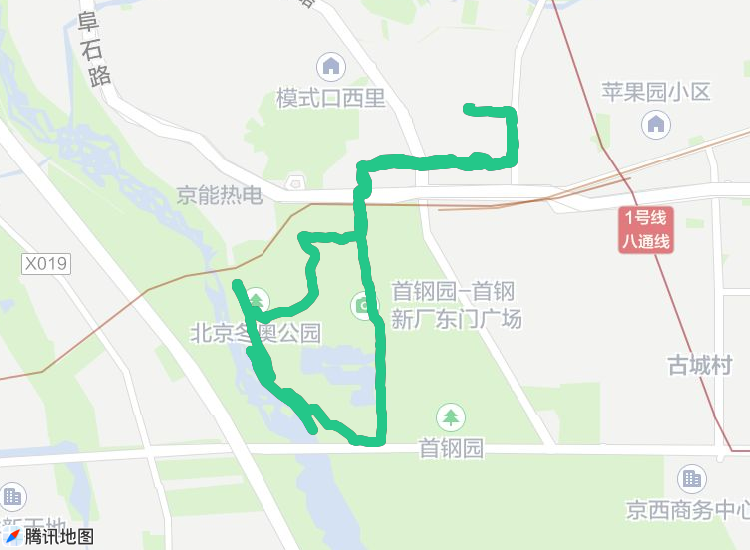 阜石路
模式口西里
苹果园小区
京能热电
1号线
八通线
X019
首钢园–首钢
新厂东门广场
北京冬奥公园
古城村
首钢园
京西商务中心
新天地
腾讯地图